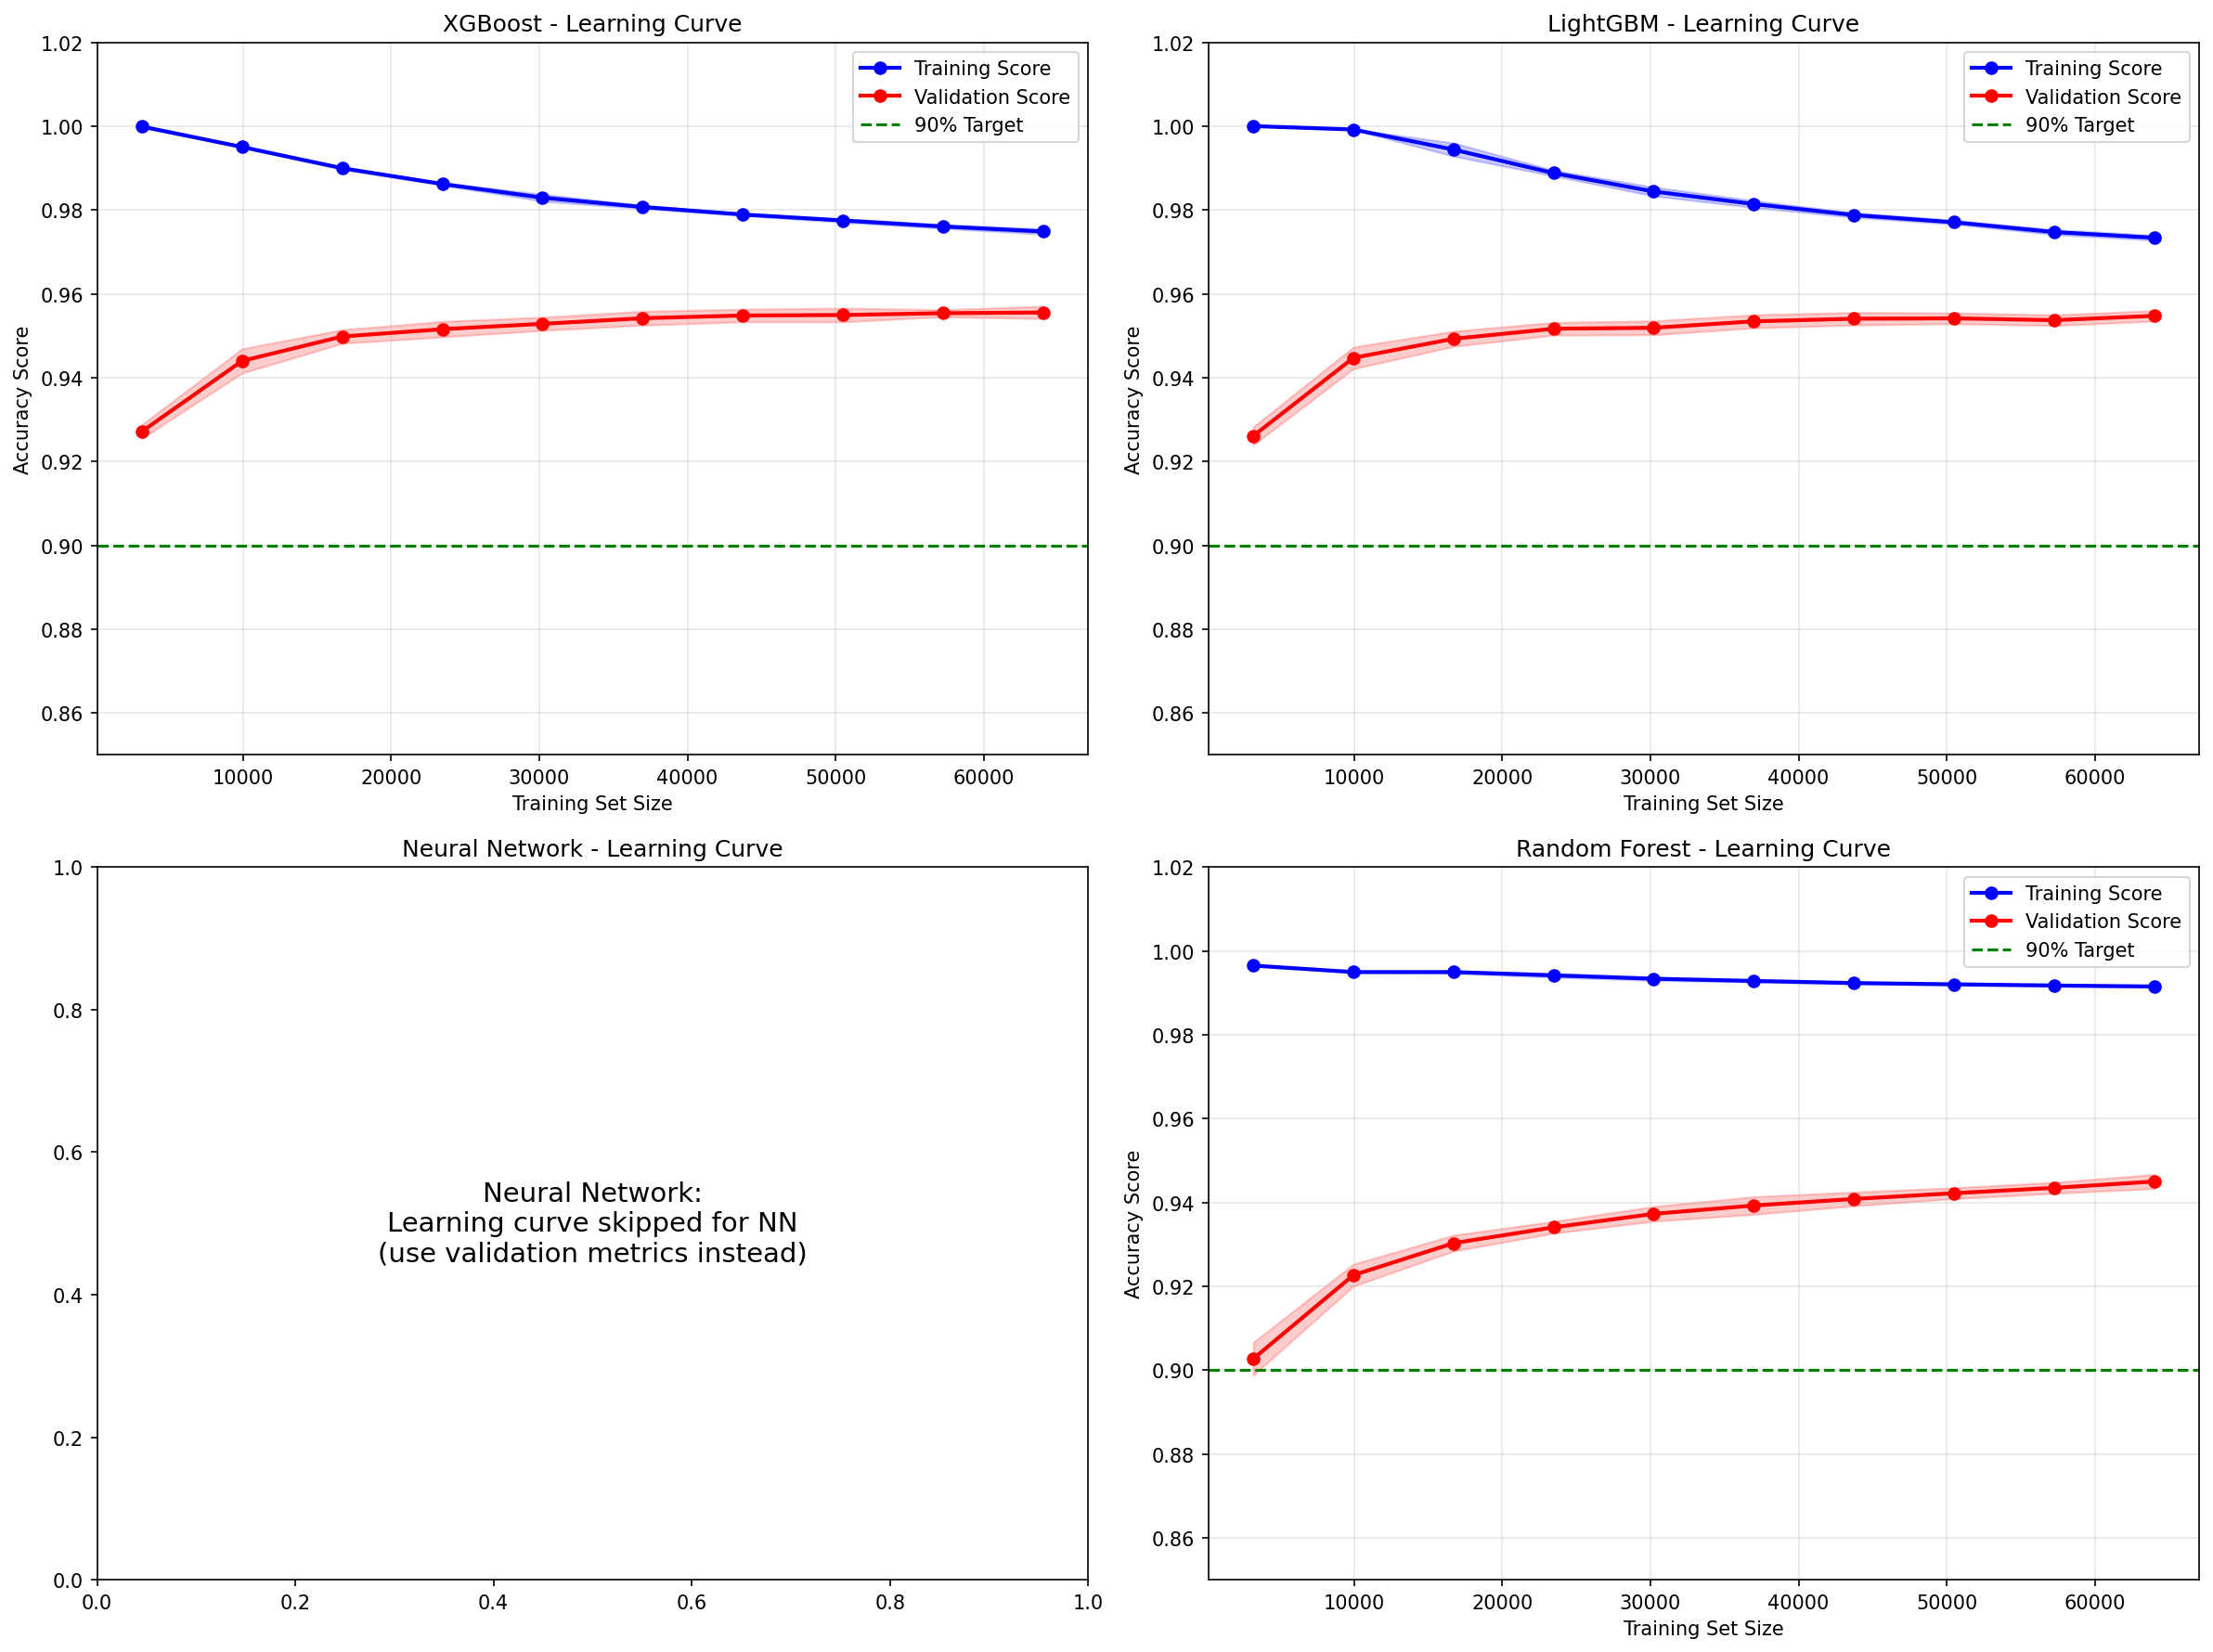 XGBoost - Learning Curve
Training Score
Validation Score
90% Target
1.02
1.00
0.98
0.96
0.94
0.92
0.90
0.88
0.86
Accuracy Score
10000 20000 30000 40000 50000 60000
Training Set Size
LightGBM - Learning Curve
Training Score
Validation Score
90% Target
1.02
1.00
0.98
0.96
0.94
0.92
0.90
0.88
0.86
Accuracy Score
10000 20000 30000 40000 50000 60000
Training Set Size
Neural Network - Learning Curve
1.0
0.8
0.6
0.4
0.2
0.0
Neural Network:
Learning curve skipped for NN
(use validation metrics instead)
0.0 0.2 0.4 0.6 0.8 1.0
Random Forest - Learning Curve
Training Score
Validation Score
90% Target
1.02
1.00
0.98
0.96
0.94
0.92
0.90
0.88
0.86
Accuracy Score
10000 20000 30000 40000 50000 60000
Training Set Size